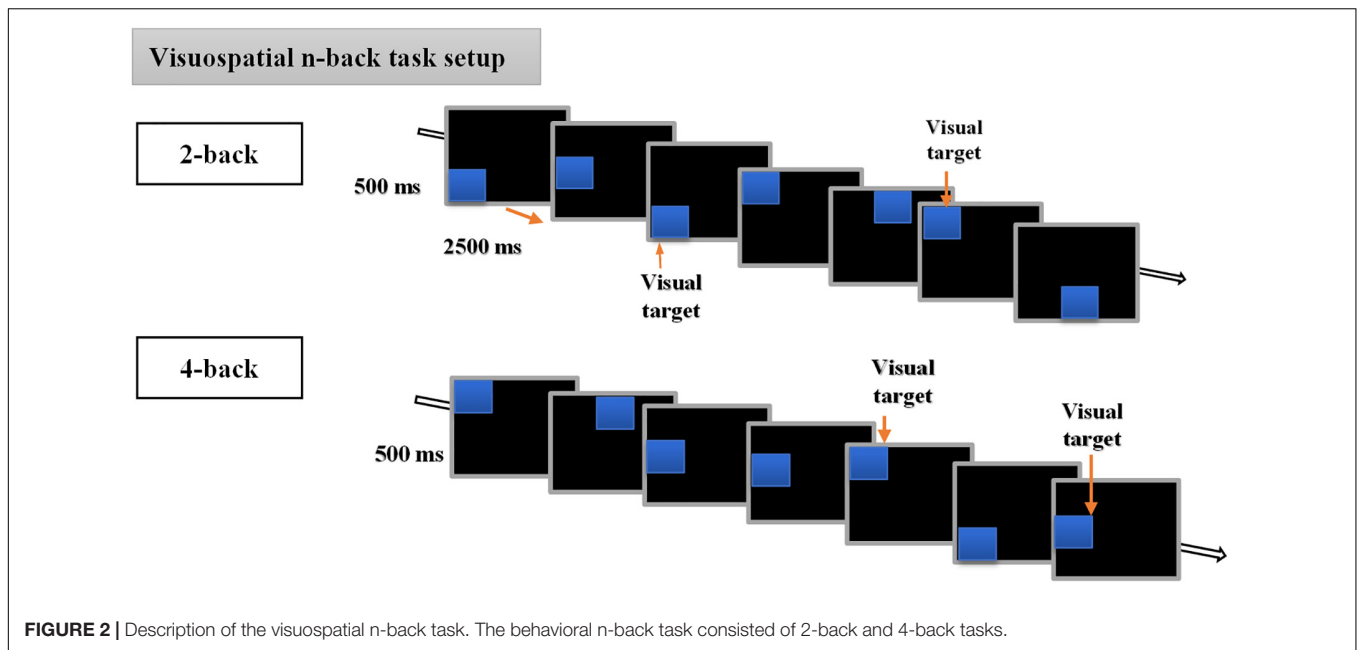 Visuospatial n-back task setup
2-back
Visual
target
500 ms
2500 ms
Visual
target
4-back
Visual
target
Visual
target
500 ms
FIGURE 2 | Description of the visuospatial n-back task. The behavioral n-back task consisted of 2-back and 4-back tasks.